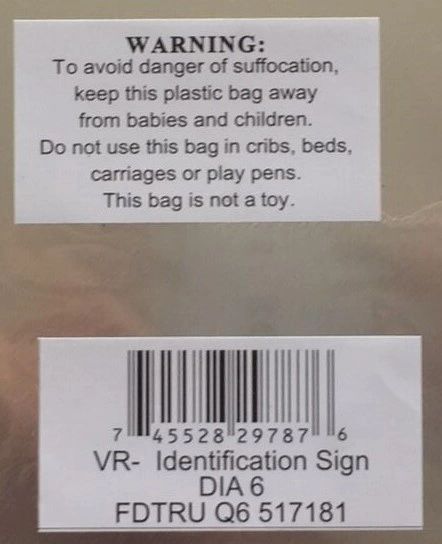 WARNING:
To avoid danger of suffocation,
keep this plastic bag away
from babies and children.
Do not use this bag in cribs, beds,
carriages or play pens.
This bag is not a toy.
7 45528 29787 6
VR- Identification Sign
DIA 6
FDTRU Q6 517181